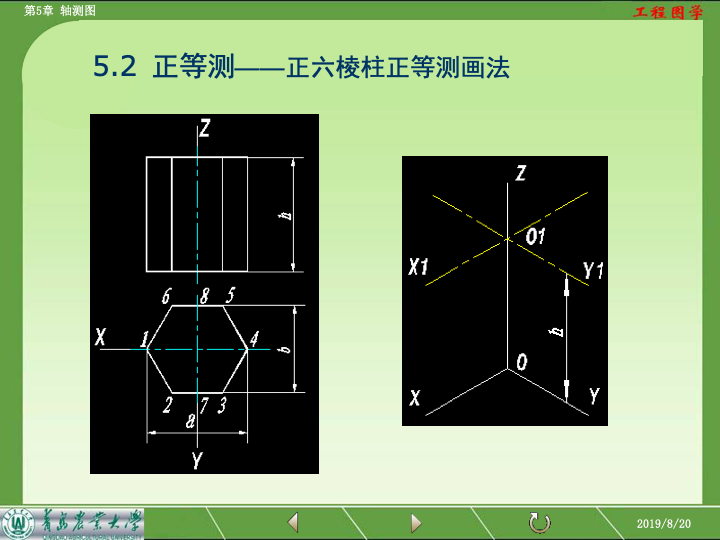 第5章 轴测图
工程图学
5.2 正等测——正六棱柱正等测画法
Z
h
6 8 5
X 1 4
b
2 7 3
a
Y
Z
O1
X1 Y1
h
O
X Y
青岛农业大学
2019/8/20